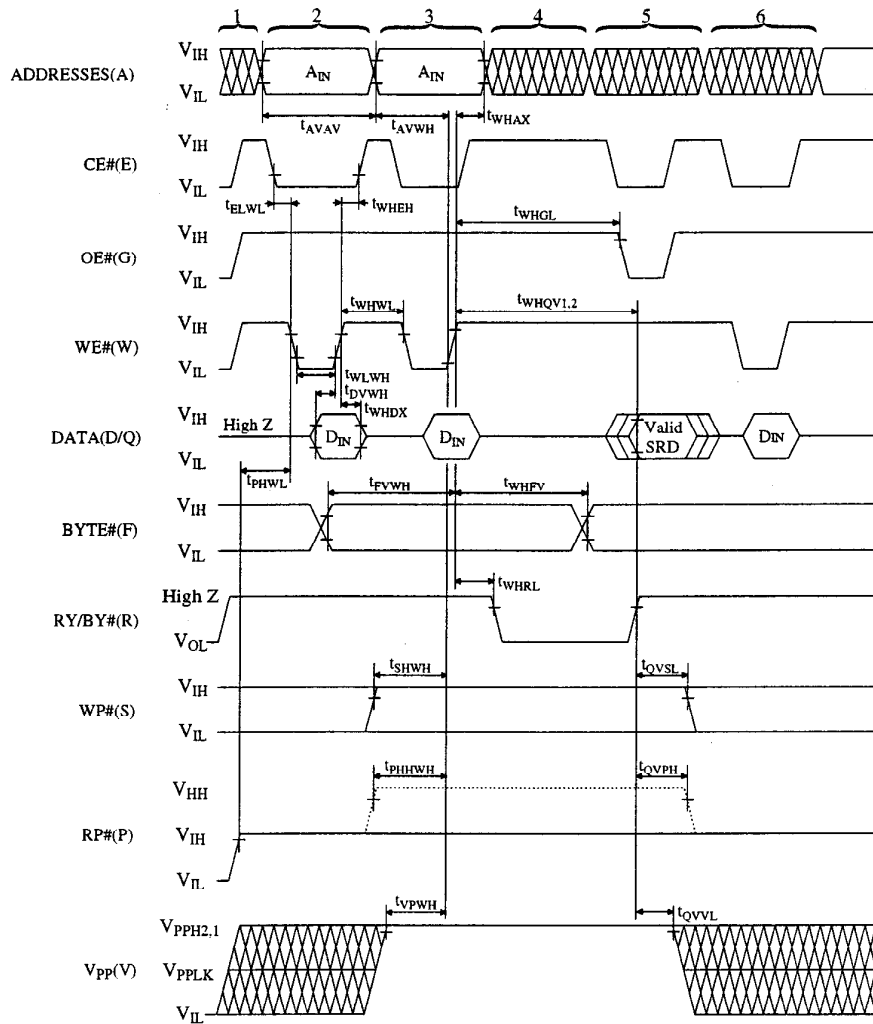 1 2 3 4 5 6
V_IH
ADDRESSES(A) A_IN A_IN
V_IL
t_AVAV t_AVWH t_WHAX
V_IH
CE#(E)
V_IL
t_ELWL t_WHEH t_WHGL
V_IH
OE#(G)
V_IL
t_WHWL t_WHQV1,2
V_IH
WE#(W)
V_IL
t_WLWH
t_DVWH
t_WHDX
V_IH
High Z
DATA(D/Q) D_IN D_IN Valid SRD D_IN
V_IL
t_PHWL t_FVWH t_WHFV
V_IH
BYTE#(F)
V_IL
t_WHRL
High Z
RY/BY#(R)
V_OL
t_SHWH t_QVSL
V_IH
WP#(S)
V_IL
t_PHHWH t_QVPH
V_HH
RP#(P) V_IH
V_IL
t_VPWH t_QVVL
V_PPH2,1
V_PP(V) V_PPLK
V_IL